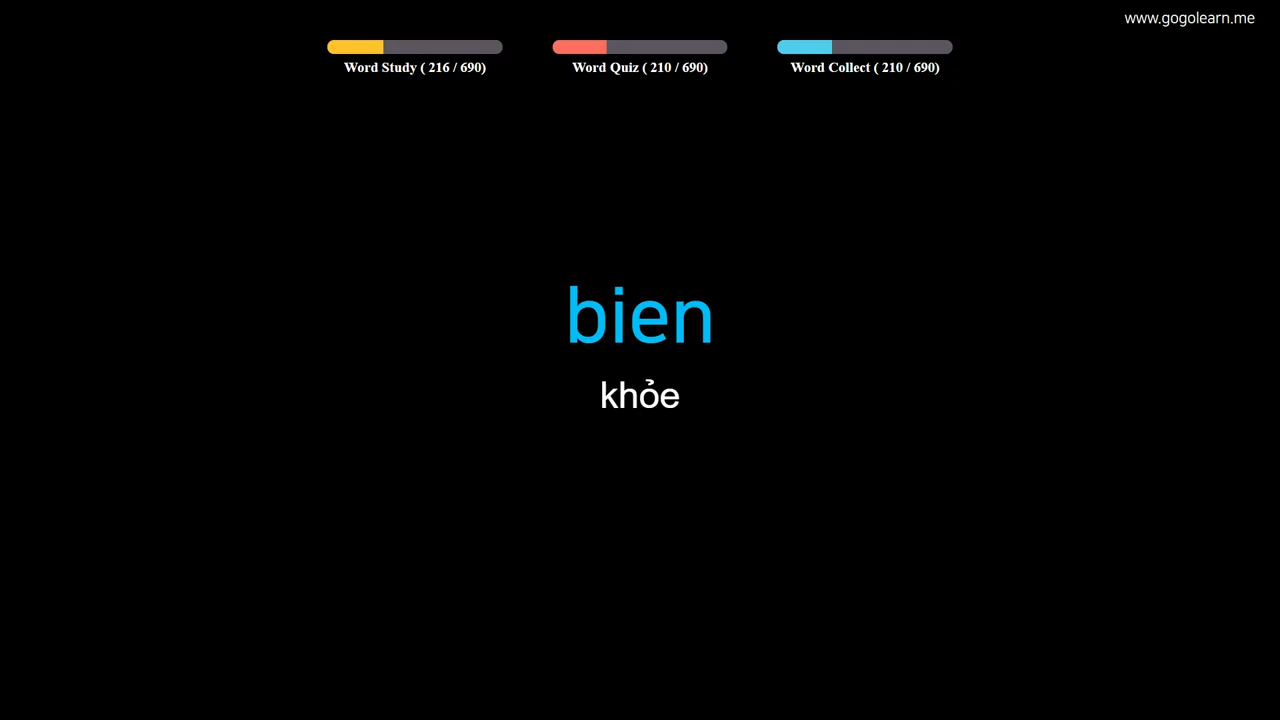 www.gogolearn.me
Word Study ( 216 / 690)
Word Quiz ( 210 / 690)
Word Collect ( 210 / 690)
bien
khỏe